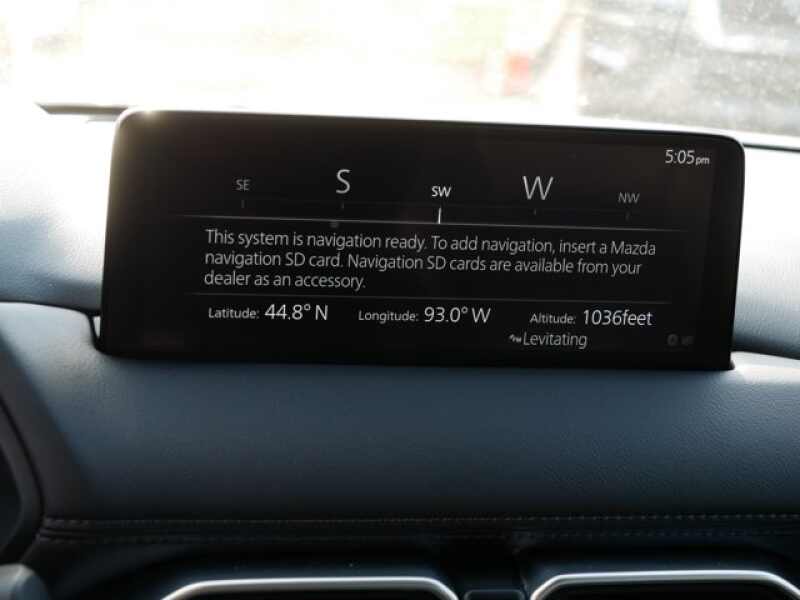 5:05pm
SE S SW W NW
This system is navigation ready. To add navigation, insert a Mazda
navigation SD card. Navigation SD cards are available from your
dealer as an accessory.
Latitude: 44.8° N Longitude: 93.0° W Altitude: 1036feet
Levitating